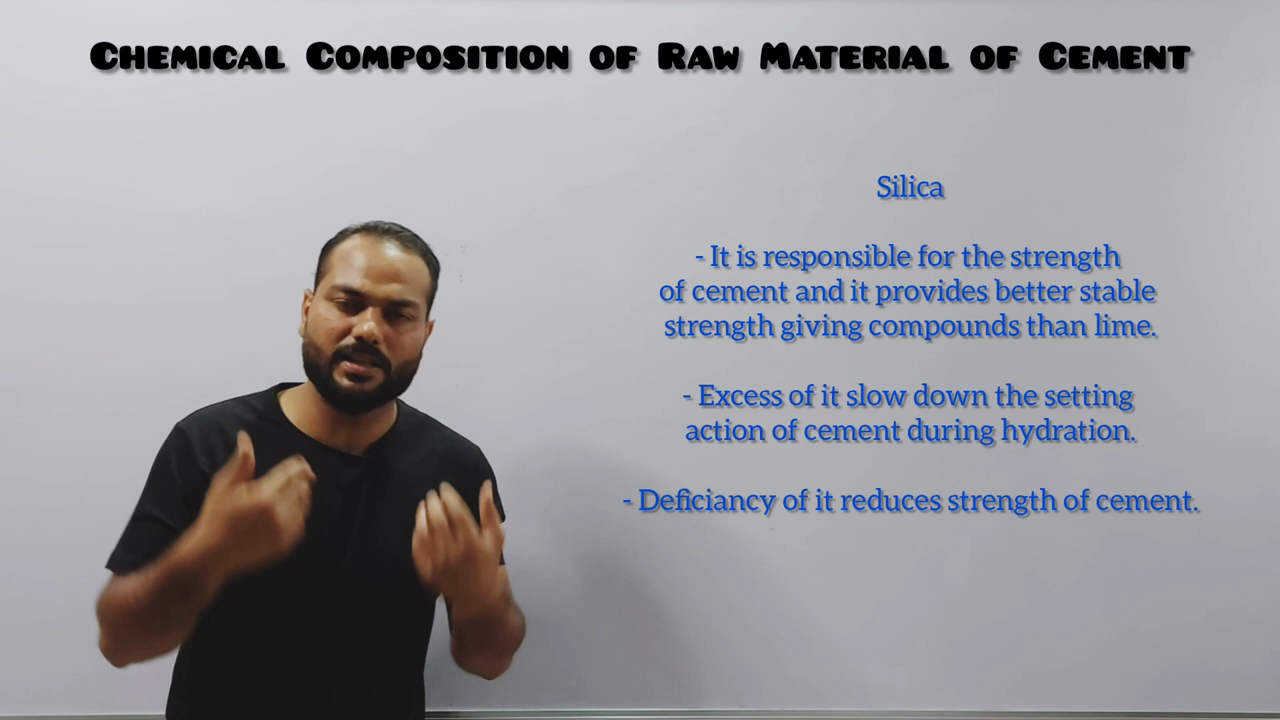 Chemical Composition of Raw Material of Cement
Silica
- It is responsible for the strength
of cement and it provides better stable
strength giving compounds than lime.
- Excess of it slow down the setting
action of cement during hydration.
- Deficiancy of it reduces strength of cement.